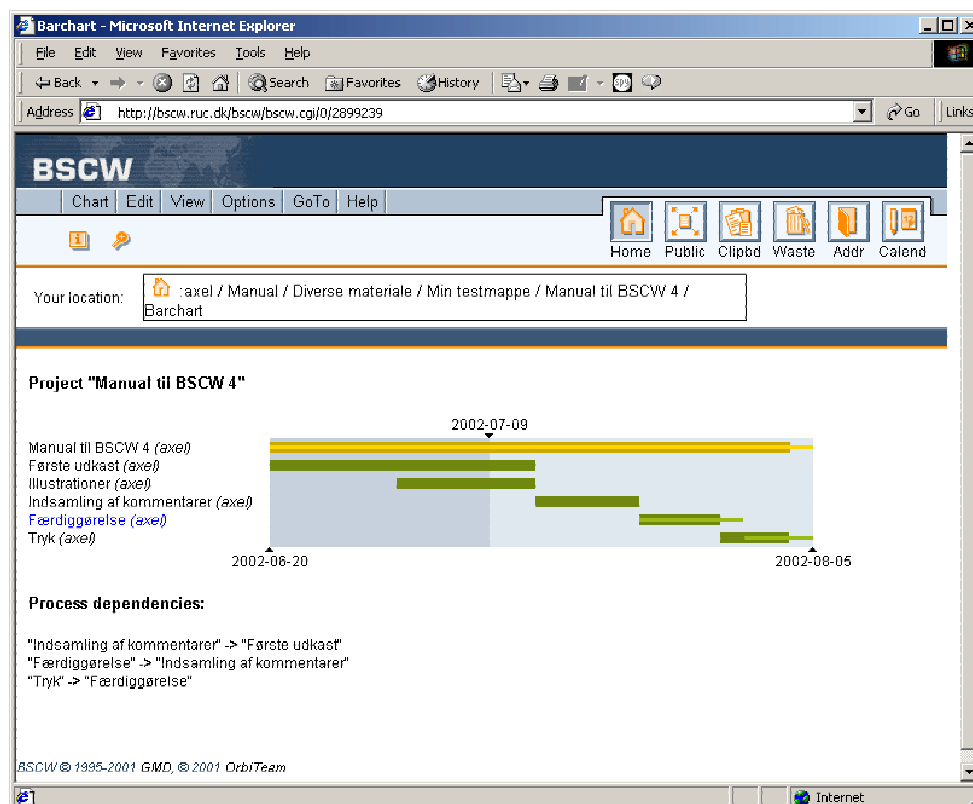 Barchart - Microsoft Internet Explorer
File Edit View Favorites Tools Help
Back Search Favorites History
Address http://bscw.ruc.dk/bscw/bscw.cgi/0/2899239 Go Links
BSCW
Chart Edit View Options GoTo Help
Home Public Clipbd Waste Addr Calend
Your location: :axel / Manual / Diverse materiale / Min testmappe / Manual til BSCW 4 /
Barchart
Project "Manual til BSCW 4"
2002-07-09
Manual til BSCW 4 (axel)
Første udkast (axel)
Illustrationer (axel)
Indsamling af kommentarer (axel)
Færdiggørelse (axel)
Tryk (axel)
2002-06-20 2002-08-05
Process dependencies:
"Indsamling af kommentarer" -> "Første udkast"
"Færdiggørelse" -> "Indsamling af kommentarer"
"Tryk" -> "Færdiggørelse"
BSCW © 1995-2001 GMD, © 2001 OrbiTeam
Internet